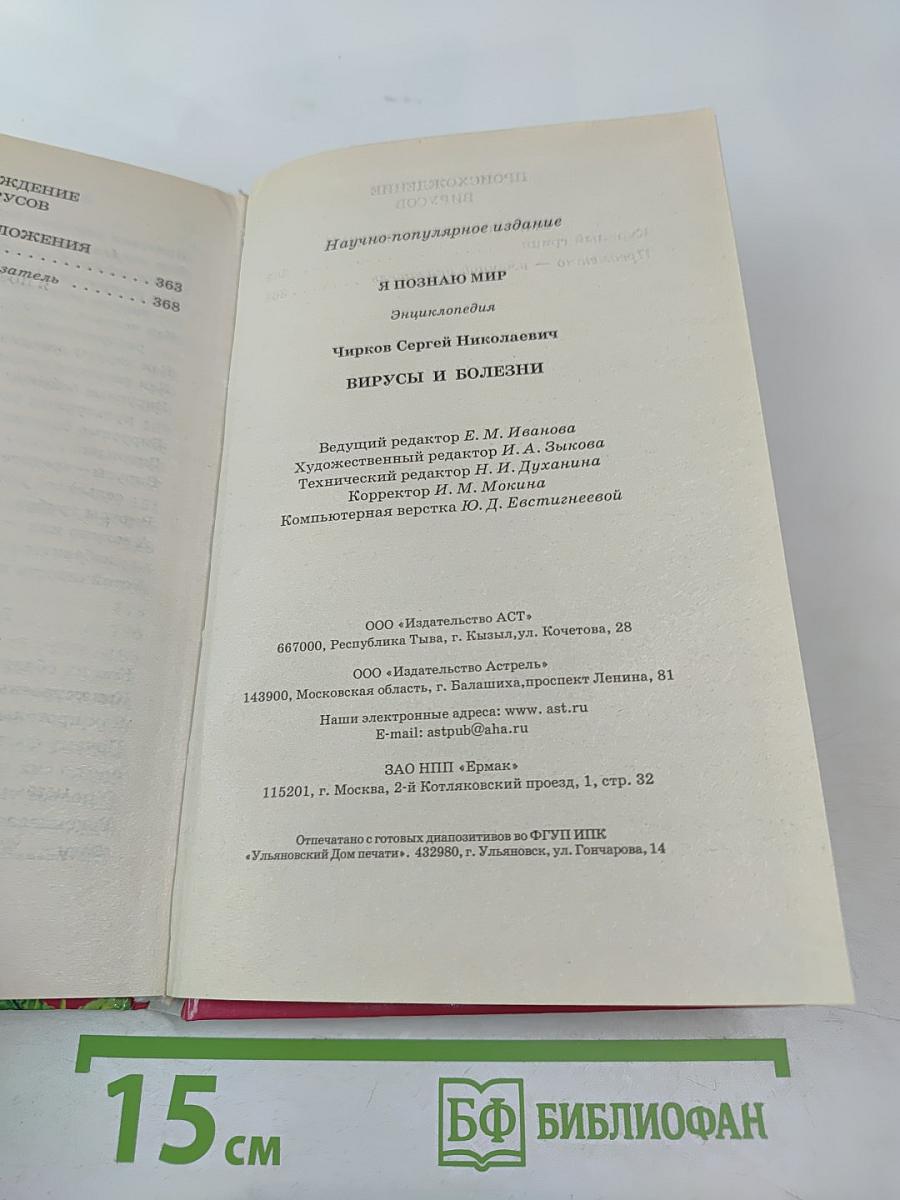 ЖДЕНИЕ
РУСОВ
ЛОЖЕНИЯ
. . . . . . . . . . . . . 363
затель . . . . . . . 368
Научно-популярное издание
Я ПОЗНАЮ МИР
Энциклопедия
Чирков Сергей Николаевич
ВИРУСЫ И БОЛЕЗНИ
Ведущий редактор Е. М. Иванова
Художественный редактор И. А. Зыкова
Технический редактор Н. И. Духанина
Корректор И. М. Мокина
Компьютерная верстка Ю. Д. Евстигнеевой
ООО «Издательство АСТ»
667000, Республика Тыва, г. Кызыл,ул. Кочетова, 28
ООО «Издательство Астрель»
143900, Московская область, г. Балашиха,проспект Ленина, 81
Наши электронные адреса: www. ast.ru
E-mail: astpub@aha.ru
ЗАО НПП «Ермак»
115201, г. Москва, 2-й Котляковский проезд, 1, стр. 32
Отпечатано с готовых диапозитивов во ФГУП ИПК
«Ульяновский Дом печати». 432980, г. Ульяновск, ул. Гончарова, 14
15 см
БФ БИБЛИОФАН